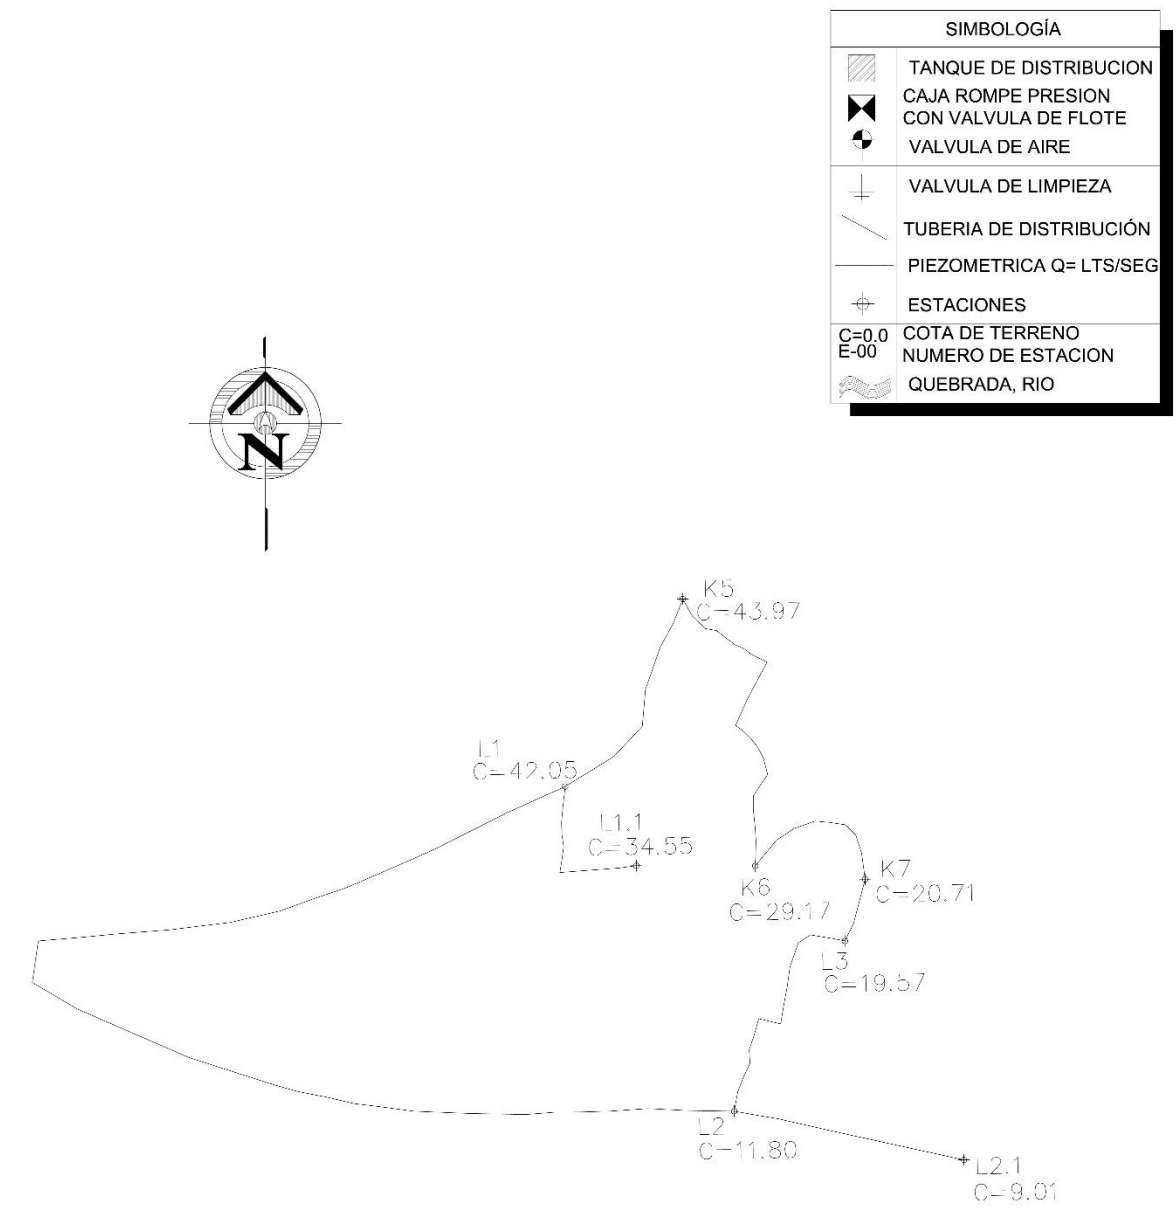 SIMBOLOGÍA
TANQUE DE DISTRIBUCION
CAJA ROMPE PRESION
CON VALVULA DE FLOTE
VALVULA DE AIRE
VALVULA DE LIMPIEZA
TUBERIA DE DISTRIBUCIÓN
PIEZOMETRICA Q= LTS/SEG
ESTACIONES
C=0.0 COTA DE TERRENO
E-00 NUMERO DE ESTACION
QUEBRADA, RIO
N
K5
C=43.97
L1
C=42.05
L1.1
C=34.55
K6
C=29.17
K7
C=20.71
L3
C=19.57
L2
C=11.80
L2.1
C=9.01